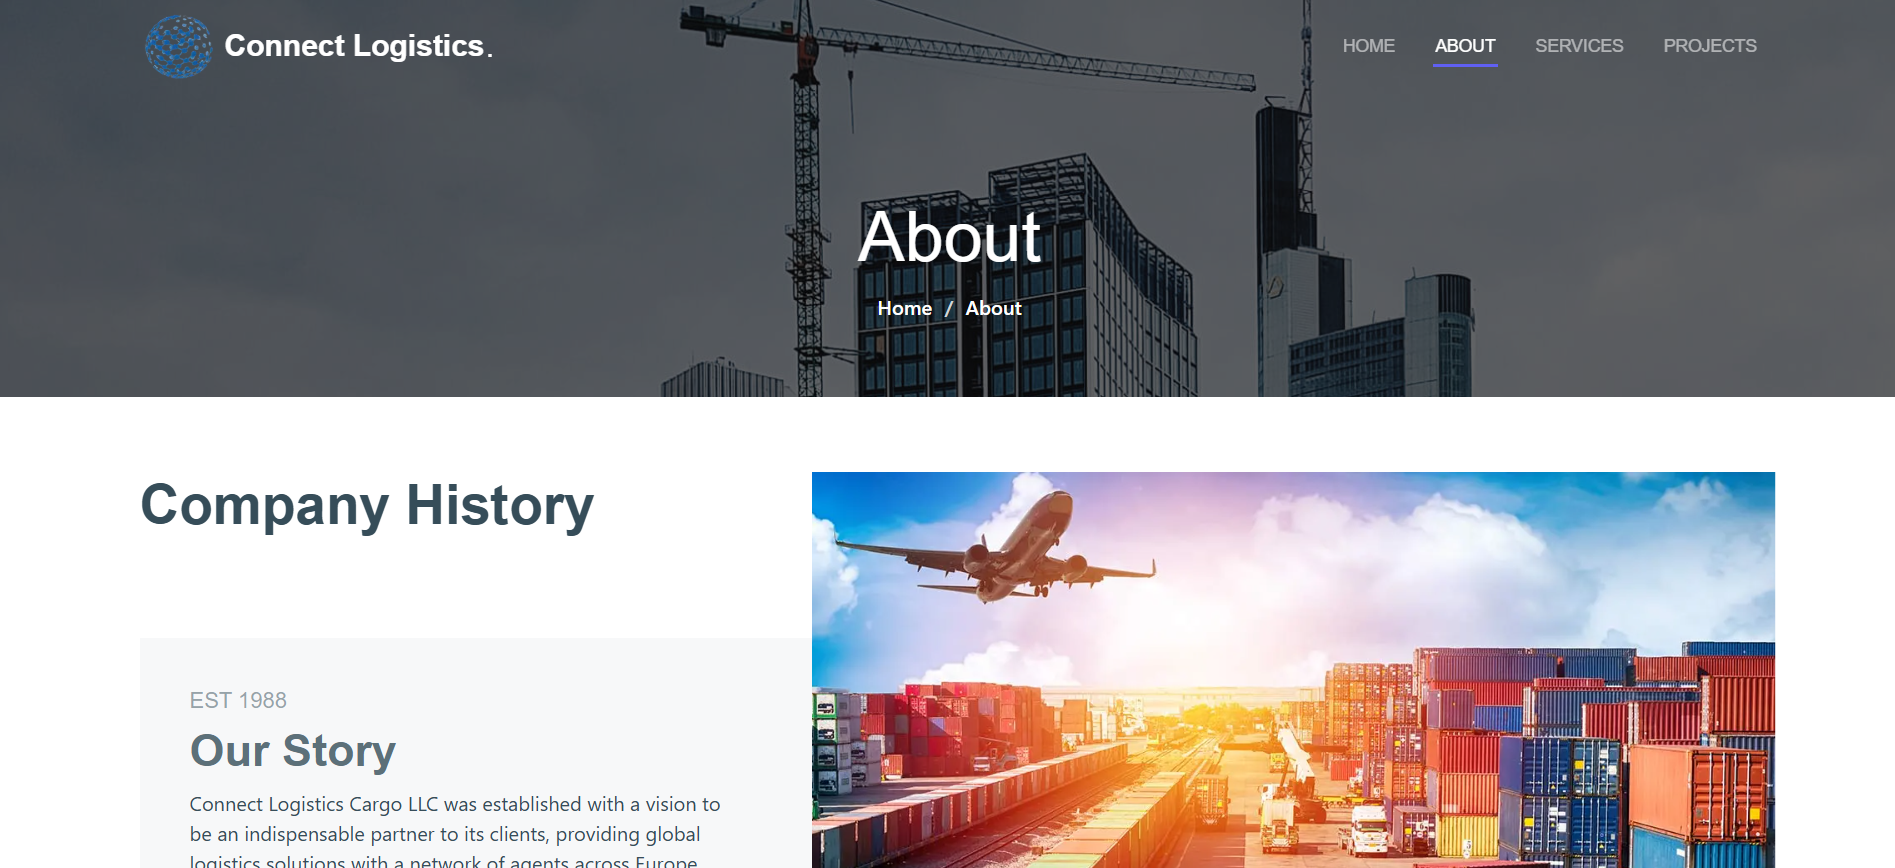 Connect Logistics.
HOME ABOUT SERVICES PROJECTS
About
Home / About
Company History
EST 1988
Our Story
Connect Logistics Cargo LLC was established with a vision to
be an indispensable partner to its clients, providing global
logistics solutions with a network of agents across Europe,